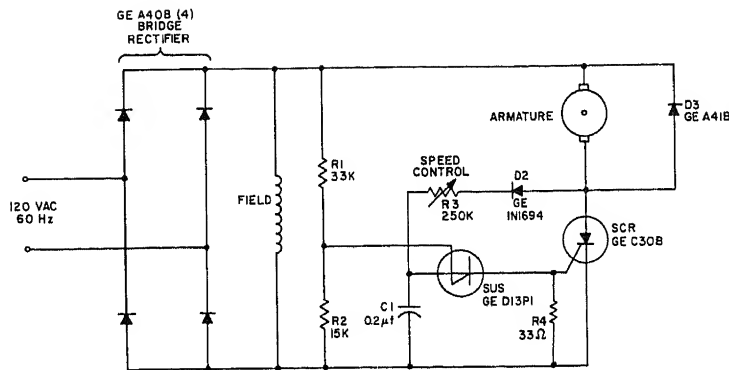 GE A40B (4)
BRIDGE
RECTIFIER
120 VAC
60 Hz
FIELD
R1
33K
R2
15K
SPEED
CONTROL
R3
250K
D2
GE
IN1694
ARMATURE
D3
GE A41B
SCR
GE C30B
SUS
GE D13P1
C1
0.2µf
R4
33Ω